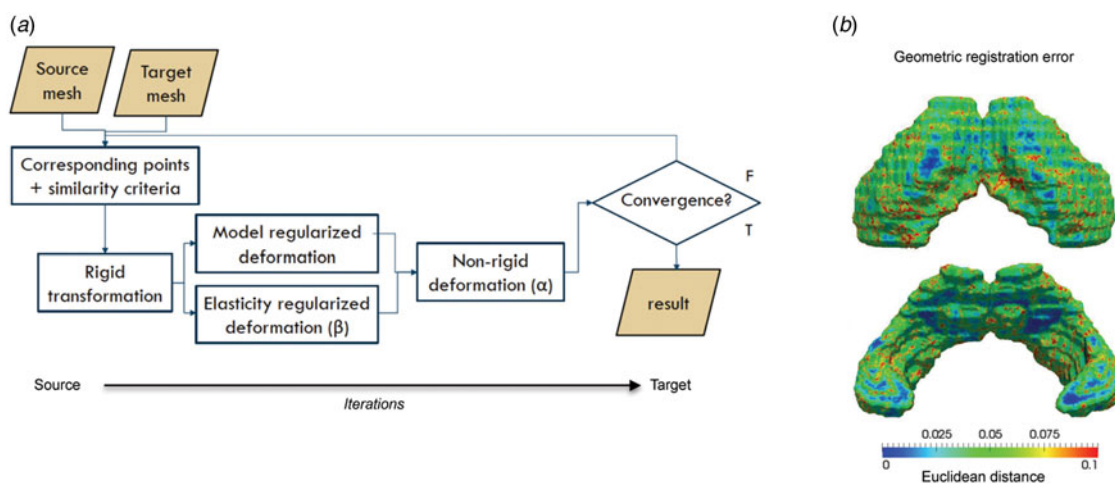 (a)
Source
mesh
Target
mesh
Corresponding points
+ similarity criteria
Rigid
transformation
Model regularized
deformation
Elasticity regularized
deformation (β)
Non-rigid
deformation (α)
Convergence?
F
T
result
Source
Target
Iterations
(b)
Geometric registration error
0.025
0.05
0.075
0
0.1
Euclidean distance